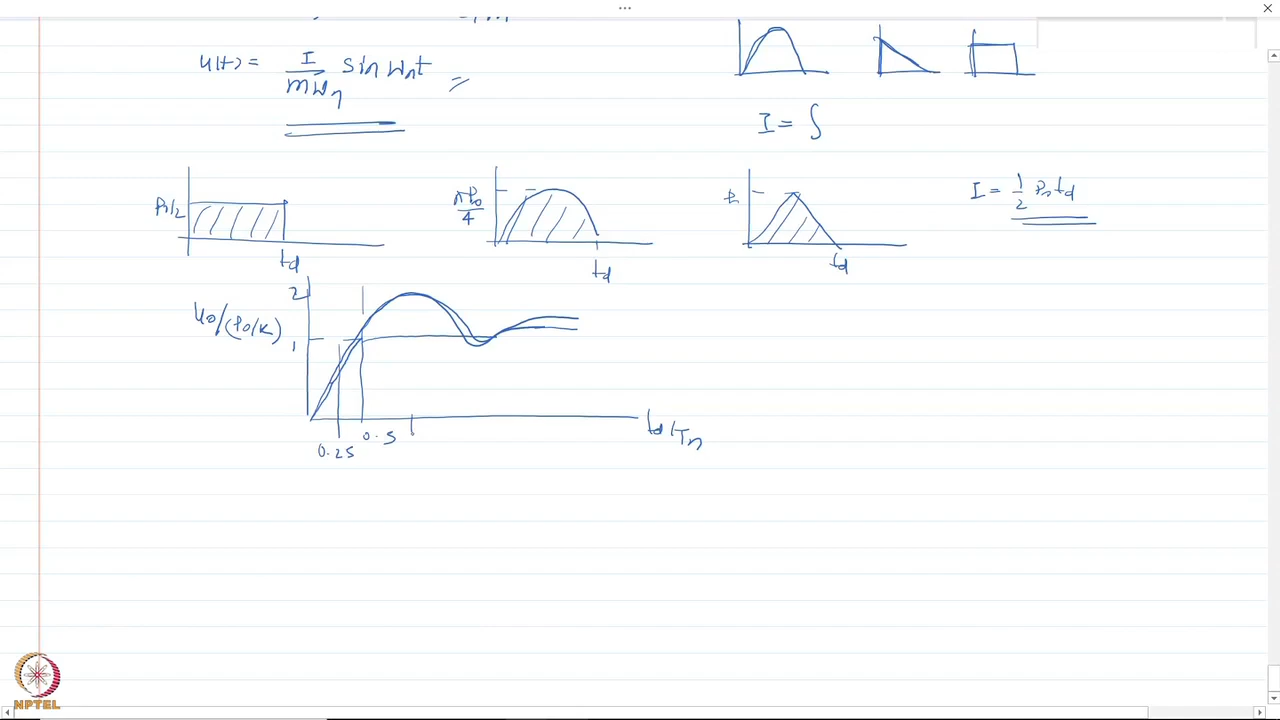 u(t) = I/mωn sin ωnt =
I = ∫
P0/2
td
πP0/4
td
P0
td
I = 1/2 P0 td
2
u0/(P0/K)
1
0.25
0.5
td/Tn
NPTEL